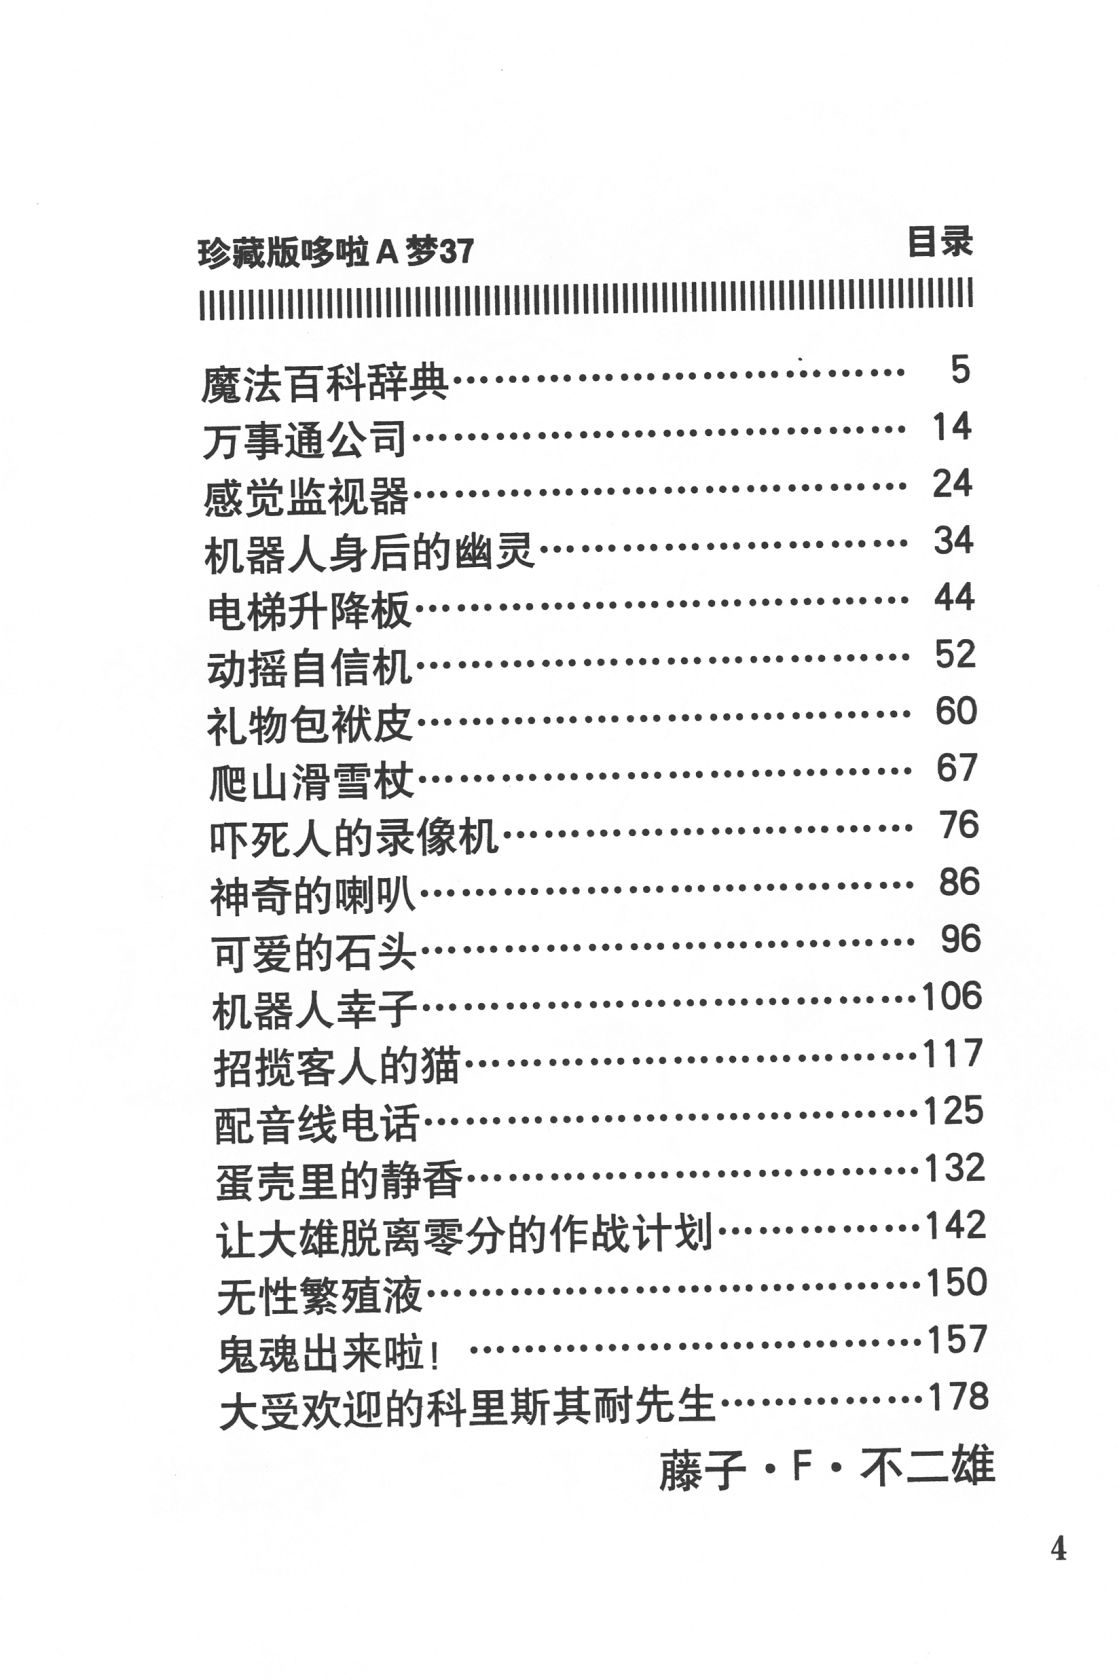 珍藏版哆啦A梦37 目录
魔法百科辞典…………………………… 5
万事通公司……………………………… 14
感觉监视器……………………………… 24
机器人身后的幽灵……………………… 34
电梯升降板……………………………… 44
动摇自信机……………………………… 52
礼物包袱皮……………………………… 60
爬山滑雪杖……………………………… 67
吓死人的录像机………………………… 76
神奇的喇叭……………………………… 86
可爱的石头……………………………… 96
机器人幸子………………………………106
招揽客人的猫……………………………117
配音线电话………………………………125
蛋壳里的静香……………………………132
让大雄脱离零分的作战计划……………142
无性繁殖液………………………………150
鬼魂出来啦! ……………………………157
大受欢迎的科里斯其耐先生……………178
藤子·F·不二雄
4